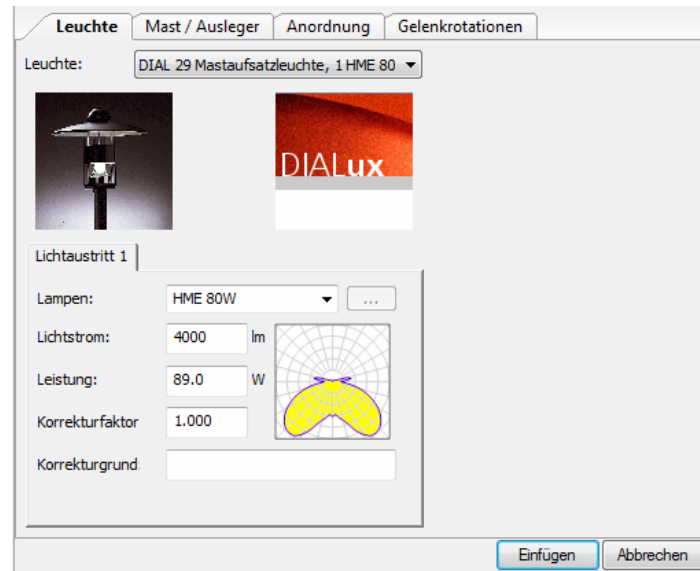 Leuchte Mast / Ausleger Anordnung Gelenkrotationen
Leuchte: DIAL 29 Mastaufsatzleuchte, 1 HME 80
DIALux
Lichtaustritt 1
Lampen: HME 80W ...
Lichtstrom: 4000 lm
Leistung: 89.0 W
Korrekturfaktor 1.000
Korrekturgrund
Einfügen Abbrechen